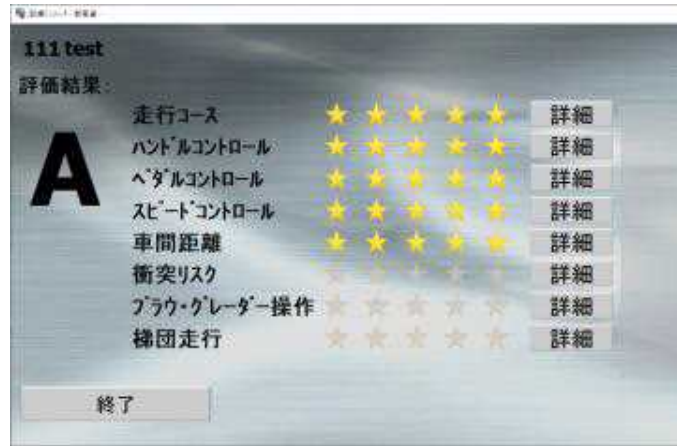 111 test
評価結果:
A
走行コース 詳細
ハンドルコントロール 詳細
ペダルコントロール 詳細
スピードコントロール 詳細
車間距離 詳細
衝突リスク 詳細
プラウ・グレーダー操作 詳細
梯団走行 詳細
終了